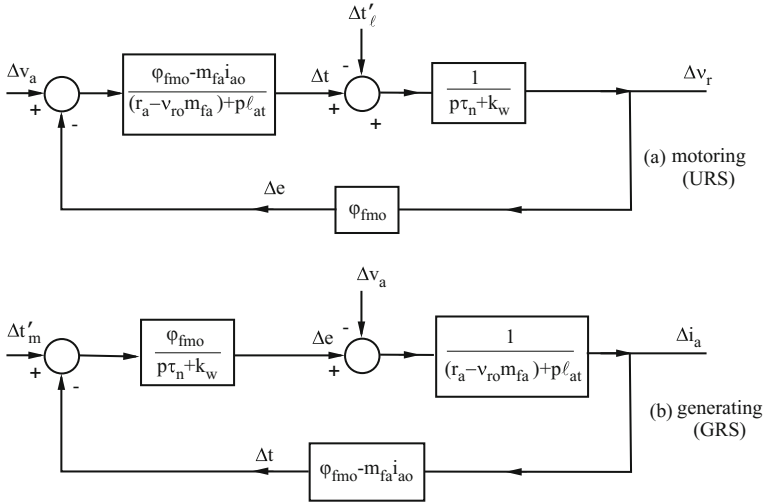 Δt′ℓ
Δvₐ
+
-
φfmo-mfaiao
(ra-νromfa)+pℓat
Δt
-
+
+
1
pτn+kw
Δνr
(a) motoring
(URS)
Δe
φfmo
Δvₐ
Δt′m
+
-
φfmo
pτn+kw
Δe
-
+
1
(ra-νromfa)+pℓat
Δiₐ
(b) generating
(GRS)
Δt
φfmo-mfaiao